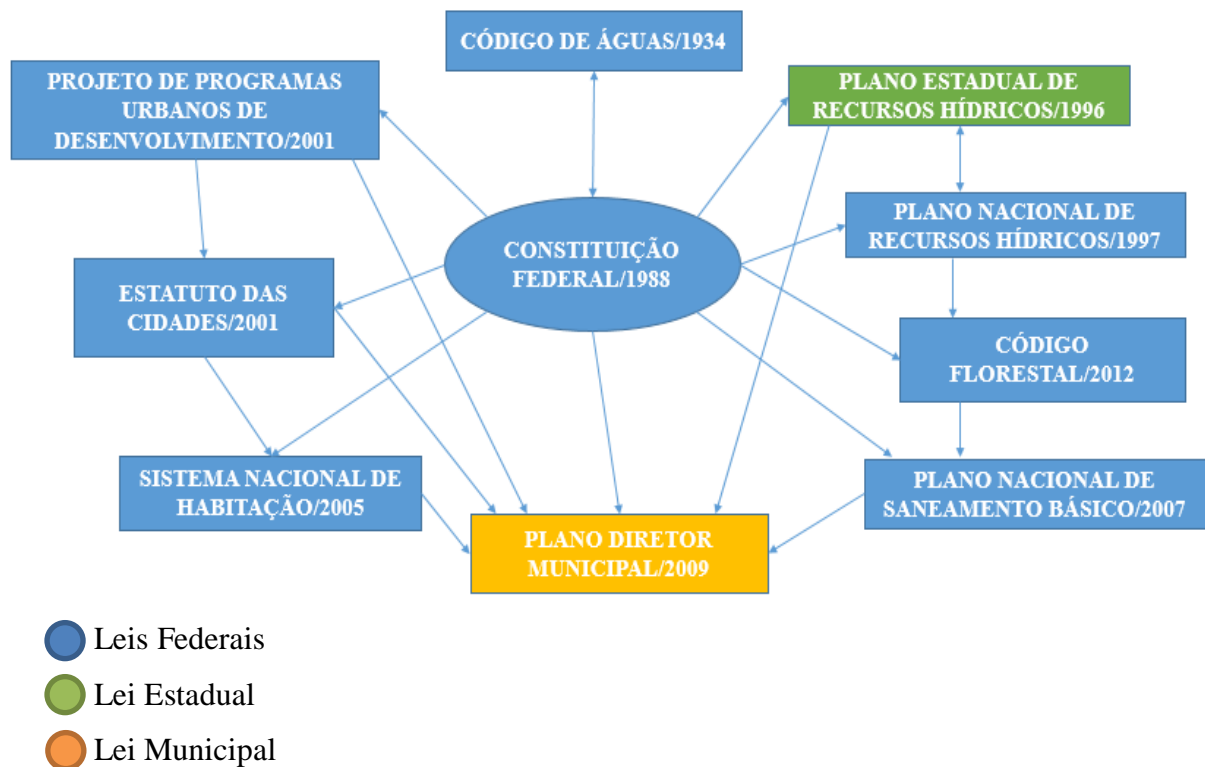 CÓDIGO DE ÁGUAS/1934
PROJETO DE PROGRAMAS
URBANOS DE
DESENVOLVIMENTO/2001
PLANO ESTADUAL DE
RECURSOS HÍDRICOS/1996
CONSTITUIÇÃO
FEDERAL/1988
PLANO NACIONAL DE
RECURSOS HÍDRICOS/1997
ESTATUTO DAS
CIDADES/2001
CÓDIGO
FLORESTAL/2012
SISTEMA NACIONAL DE
HABITAÇÃO/2005
PLANO NACIONAL DE
SANEAMENTO BÁSICO/2007
PLANO DIRETOR
MUNICIPAL/2009
Leis Federais
Lei Estadual
Lei Municipal